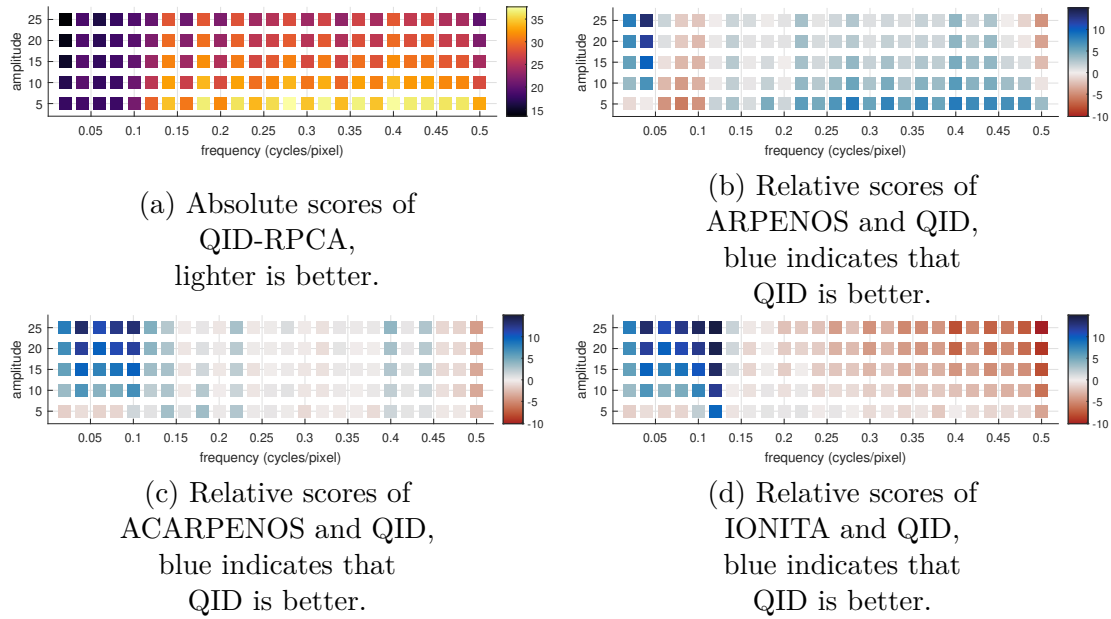 25
20
15
10
5
amplitude
0.05 0.1 0.15 0.2 0.25 0.3 0.35 0.4 0.45 0.5
frequency (cycles/pixel)
35
30
25
20
15
(a) Absolute scores of
QID-RPCA,
lighter is better.
25
20
15
10
5
amplitude
0.05 0.1 0.15 0.2 0.25 0.3 0.35 0.4 0.45 0.5
frequency (cycles/pixel)
10
5
0
-5
-10
(b) Relative scores of
ARPENOS and QID,
blue indicates that
QID is better.
25
20
15
10
5
amplitude
0.05 0.1 0.15 0.2 0.25 0.3 0.35 0.4 0.45 0.5
frequency (cycles/pixel)
10
5
0
-5
-10
(c) Relative scores of
ACARPENOS and QID,
blue indicates that
QID is better.
25
20
15
10
5
amplitude
0.05 0.1 0.15 0.2 0.25 0.3 0.35 0.4 0.45 0.5
frequency (cycles/pixel)
10
5
0
-5
-10
(d) Relative scores of
IONITA and QID,
blue indicates that
QID is better.